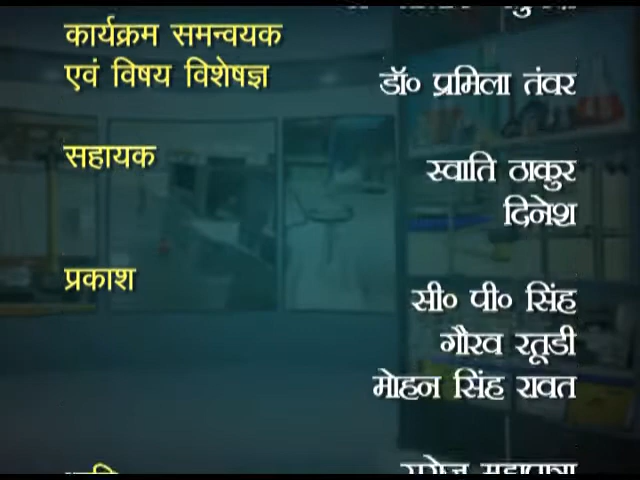 कार्यक्रम समन्वयक
एवं विषय विशेषज्ञ
डॉ० प्रमिला तंवर
सहायक
स्वाति ठाकुर
दिनेश
प्रकाश
सी० पी० सिंह
गौरव रतूडी
मोहन सिंह रावत